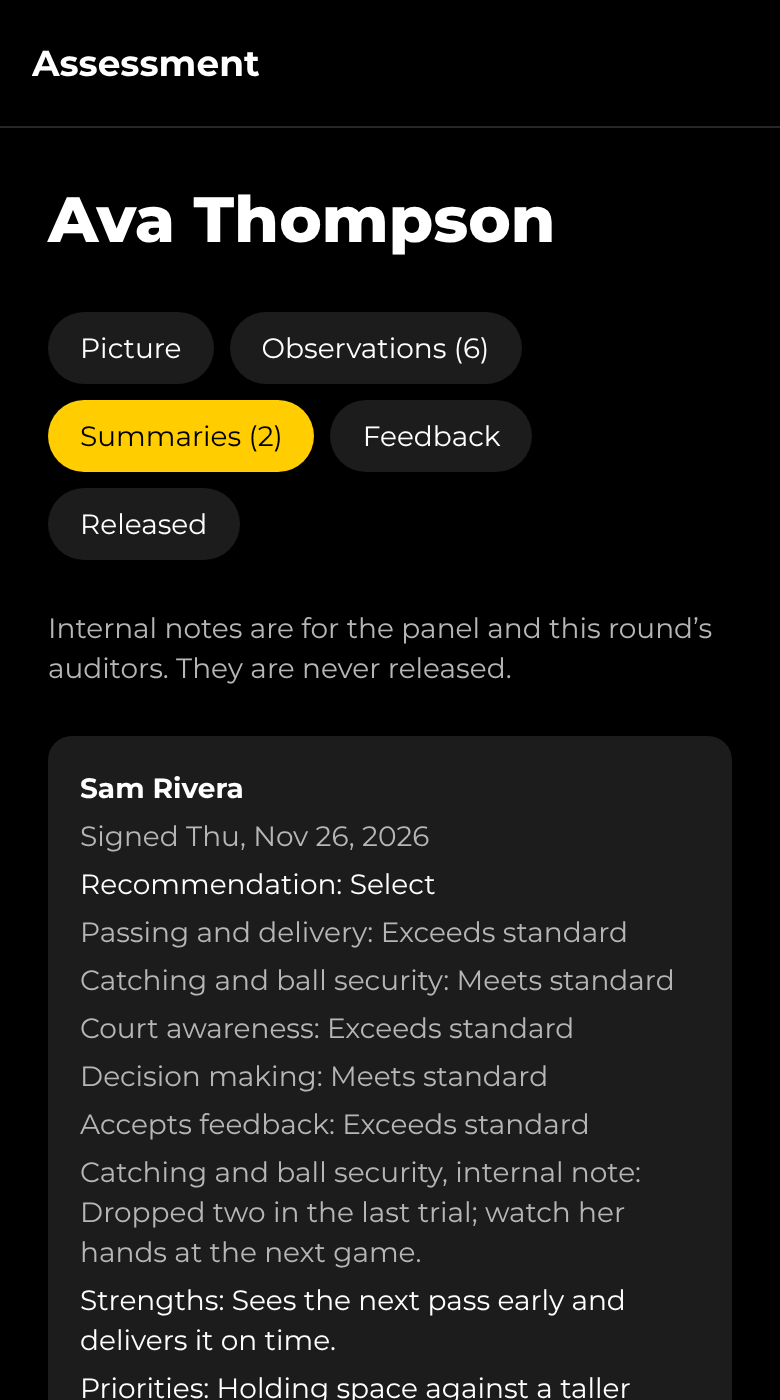 Assessment
Ava Thompson
Picture
Observations (6)
Summaries (2)
Feedback
Released
Internal notes are for the panel and this round’s
auditors. They are never released.
Sam Rivera
Signed Thu, Nov 26, 2026
Recommendation: Select
Passing and delivery: Exceeds standard
Catching and ball security: Meets standard
Court awareness: Exceeds standard
Decision making: Meets standard
Accepts feedback: Exceeds standard
Catching and ball security, internal note:
Dropped two in the last trial; watch her
hands at the next game.
Strengths: Sees the next pass early and
delivers it on time.
Priorities: Holding space against a taller